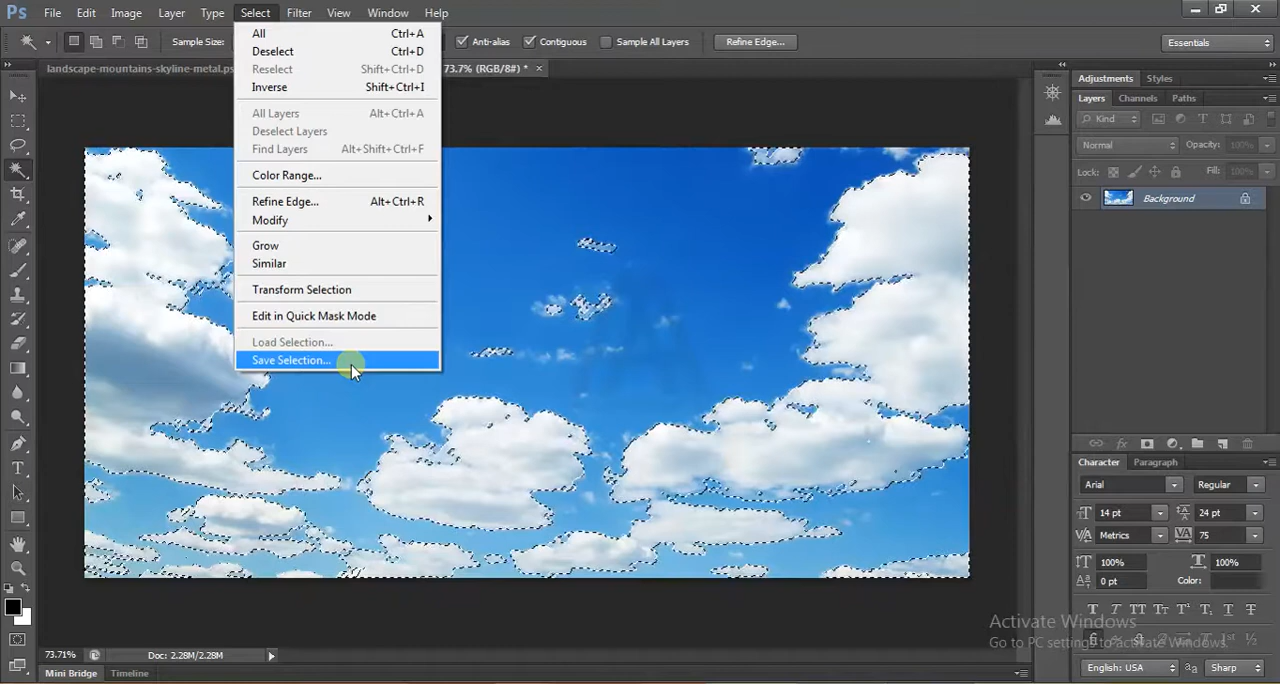 Ps File Edit Image Layer Type Select Filter View Window Help
Sample Size: Anti-alias Contiguous Sample All Layers Refine Edge... Essentials
landscape-mountains-skyline-metal.ps 73.7% (RGB/8#) * ×
All Ctrl+A
Deselect Ctrl+D
Reselect Shift+Ctrl+D
Inverse Shift+Ctrl+I
All Layers Alt+Ctrl+A
Deselect Layers
Find Layers Alt+Shift+Ctrl+F
Color Range...
Refine Edge... Alt+Ctrl+R
Modify
Grow
Similar
Transform Selection
Edit in Quick Mask Mode
Load Selection...
Save Selection...
Adjustments Styles
Layers Channels Paths
Kind
Normal Opacity: 100%
Lock: Fill: 100%
Background
Character Paragraph
Arial Regular
14 pt 24 pt
Metrics 75
100% 100%
0 pt Color:
Activate Windows
Go to PC settings to activate Windows.
English: USA Sharp
73.71% Doc: 2.28M/2.28M
Mini Bridge Timeline